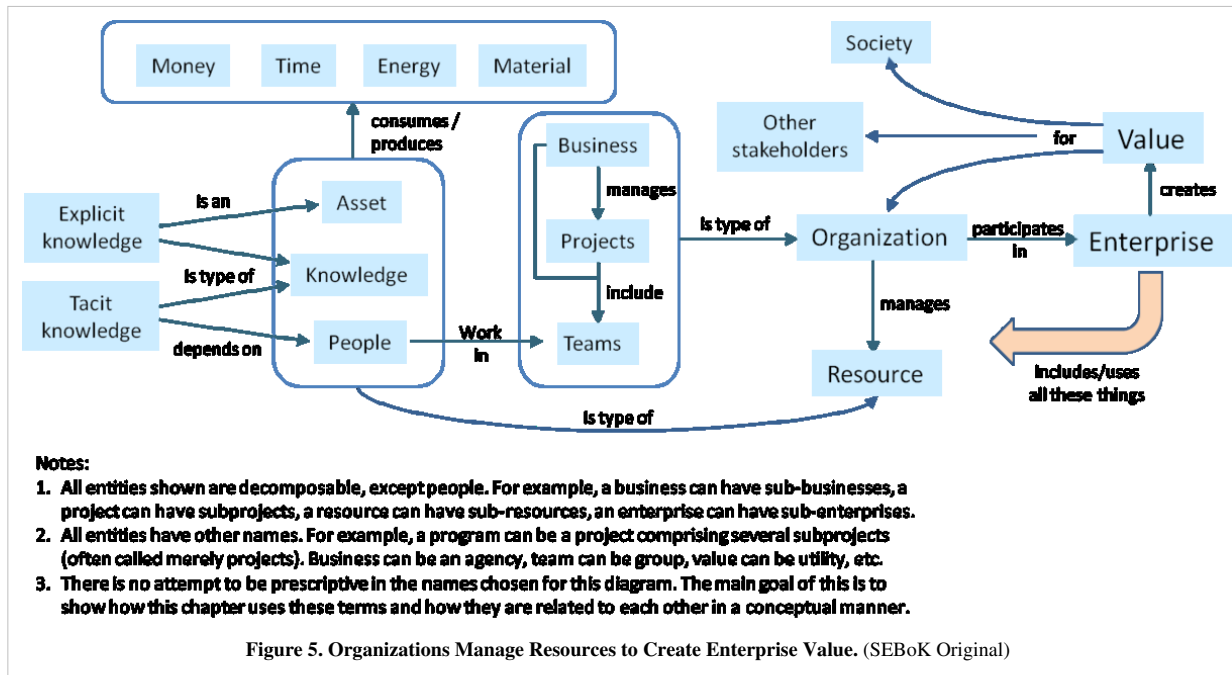 Money
Time
Energy
Material
consumes /
produces
Society
Other
stakeholders
for
Value
creates
Business
manages
Projects
include
Teams
Explicit
knowledge
Is an
Asset
Knowledge
Is type of
Tacit
knowledge
depends on
People
Work
in
Is type of
Organization
participates
in
Enterprise
manages
Resource
Includes/uses
all these things
Is type of
Notes:
1. All entities shown are decomposable, except people. For example, a business can have sub-businesses, a
project can have subprojects, a resource can have sub-resources, an enterprise can have sub-enterprises.
2. All entities have other names. For example, a program can be a project comprising several subprojects
(often called merely projects). Business can be an agency, team can be group, value can be utility, etc.
3. There is no attempt to be prescriptive in the names chosen for this diagram. The main goal of this is to
show how this chapter uses these terms and how they are related to each other in a conceptual manner.
Figure 5. Organizations Manage Resources to Create Enterprise Value. (SEBoK Original)